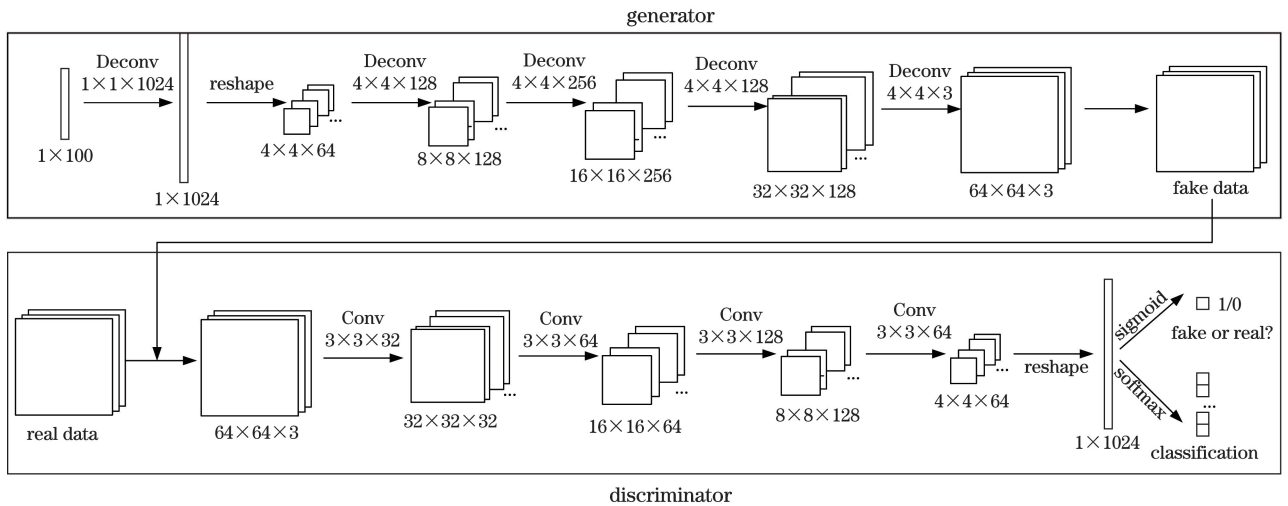 generator
Deconv
1×1×1024
reshape
Deconv
4×4×128
Deconv
4×4×256
Deconv
4×4×128
Deconv
4×4×3
1×100
1×1024
...
4×4×64
...
8×8×128
...
16×16×256
...
32×32×128
64×64×3
fake data
real data
64×64×3
Conv
3×3×32
...
32×32×32
Conv
3×3×64
...
16×16×64
Conv
3×3×128
...
8×8×128
Conv
3×3×64
...
4×4×64
reshape
1×1024
sigmoid
1/0
fake or real?
softmax
...
classification
discriminator